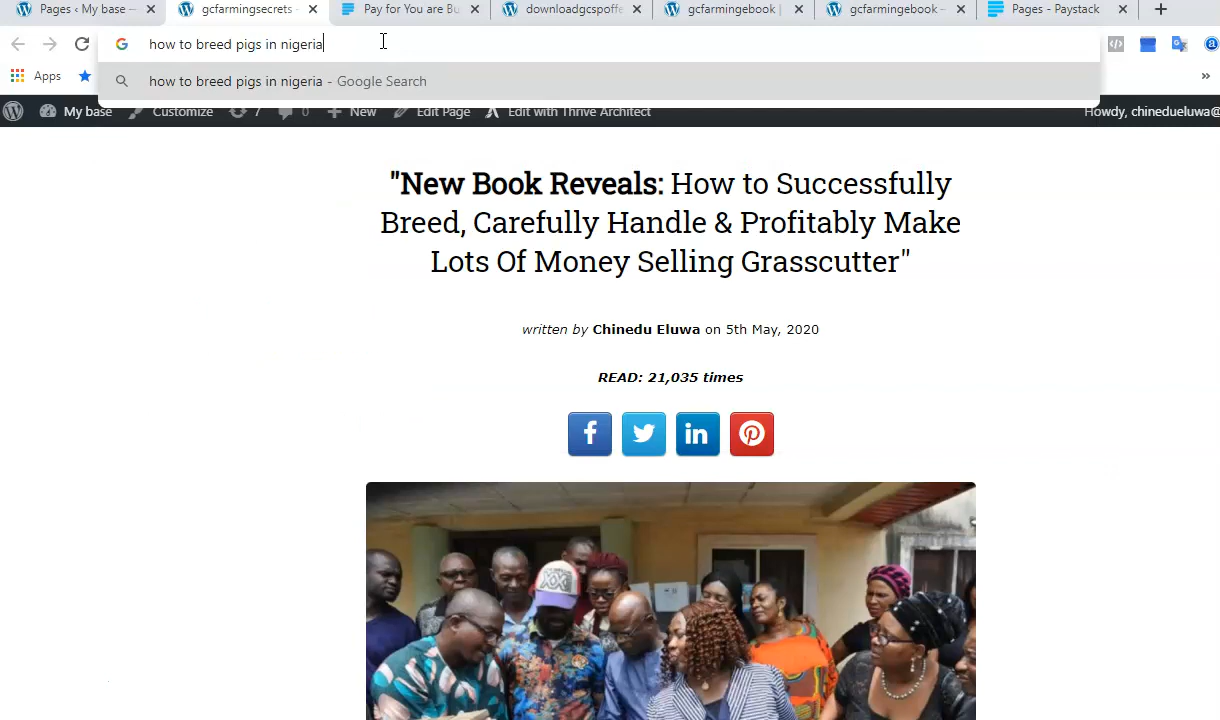 Pages ‹ My base —
gcfarmingsecrets -
Pay for You are Bu
downloadgcspoffe
gcfarmingebook |
gcfarmingebook –
Pages - Paystack
how to breed pigs in nigeria
how to breed pigs in nigeria - Google Search
Apps
»
My base
Customize
7
0
New
Edit Page
Edit with Thrive Architect
Howdy, chinedueluwa@
"New Book Reveals: How to Successfully
Breed, Carefully Handle & Profitably Make
Lots Of Money Selling Grasscutter"
written by Chinedu Eluwa on 5th May, 2020
READ: 21,035 times